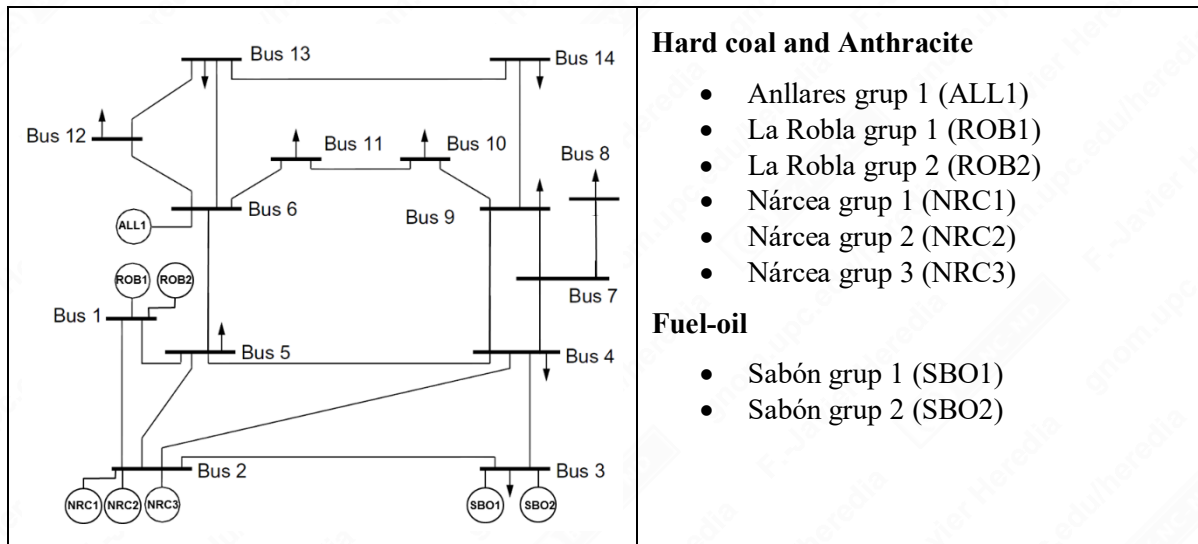 Bus 13
Bus 14
Bus 12
Bus 11
Bus 10
Bus 8
Bus 6
Bus 9
ALL1
ROB1
ROB2
Bus 7
Bus 1
Bus 5
Bus 4
Bus 2
Bus 3
NRC1
NRC2
NRC3
SBO1
SBO2
Hard coal and Anthracite
• Anllares grup 1 (ALL1)
• La Robla grup 1 (ROB1)
• La Robla grup 2 (ROB2)
• Nárcea grup 1 (NRC1)
• Nárcea grup 2 (NRC2)
• Nárcea grup 3 (NRC3)
Fuel-oil
• Sabón grup 1 (SBO1)
• Sabón grup 2 (SBO2)